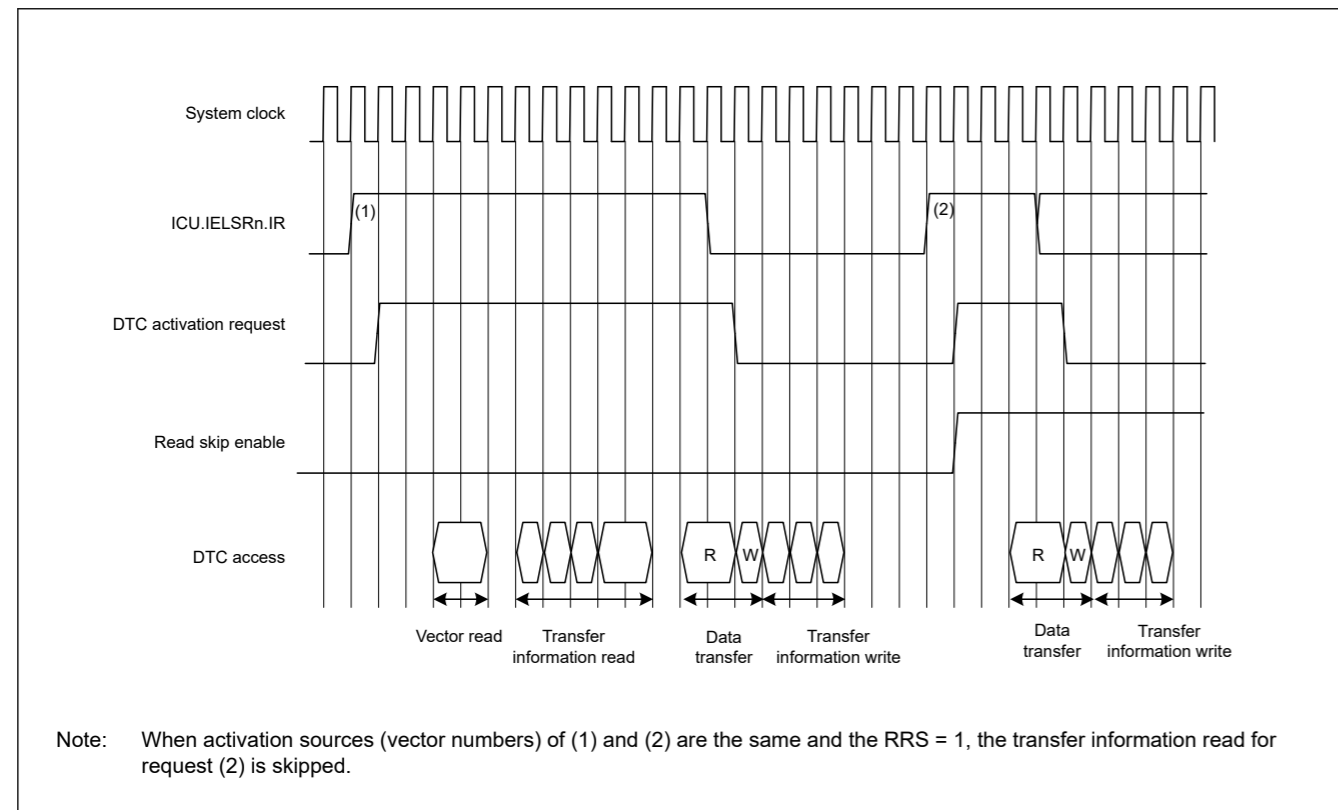 System clock
(1)
(2)
ICU.IELSRn.IR
DTC activation request
Read skip enable
DTC access
R
W
R
W
Vector read
Transfer
information read
Data
transfer
Transfer
information write
Data
transfer
Transfer
information write
Note: When activation sources (vector numbers) of (1) and (2) are the same and the RRS = 1, the transfer information read for
request (2) is skipped.